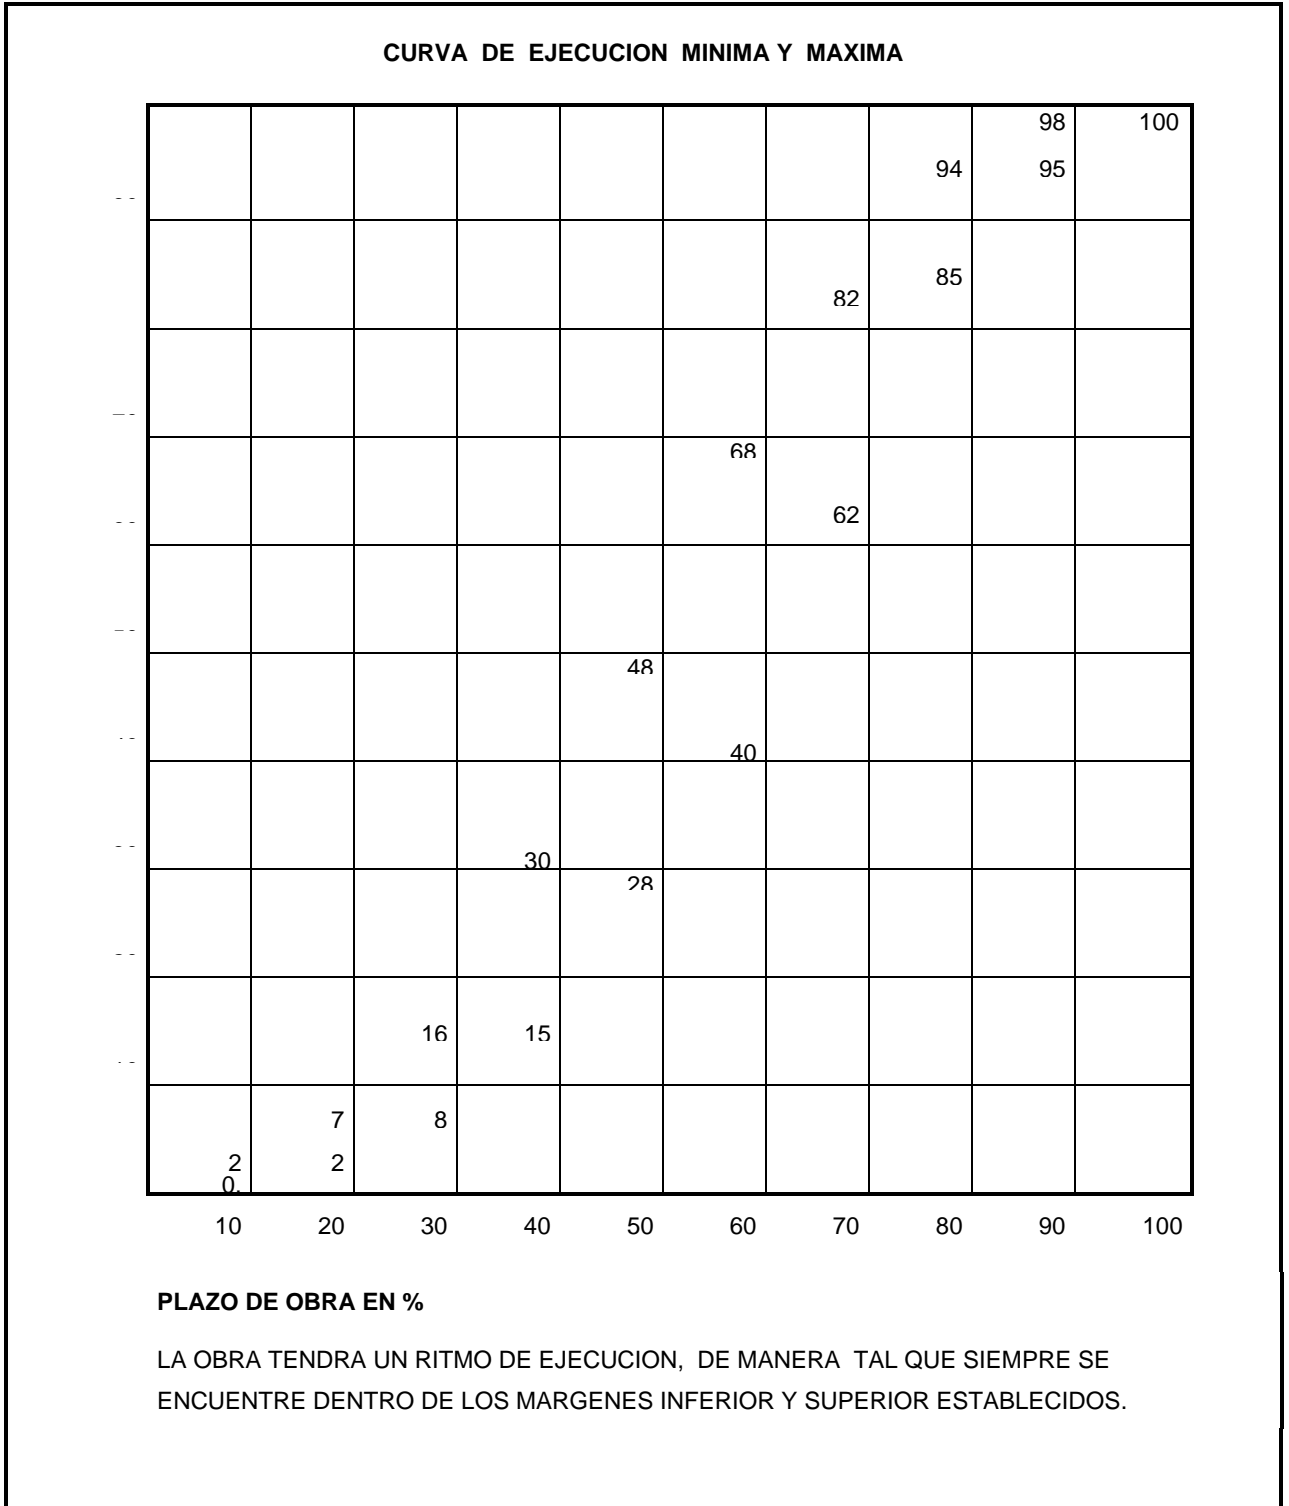 CURVA DE EJECUCION MINIMA Y MAXIMA
98 100
94 95
85
82
68
62
48
40
30
28
16 15
7 8
2 2
0.
10 20 30 40 50 60 70 80 90 100
PLAZO DE OBRA EN %
LA OBRA TENDRA UN RITMO DE EJECUCION, DE MANERA TAL QUE SIEMPRE SE
ENCUENTRE DENTRO DE LOS MARGENES INFERIOR Y SUPERIOR ESTABLECIDOS.